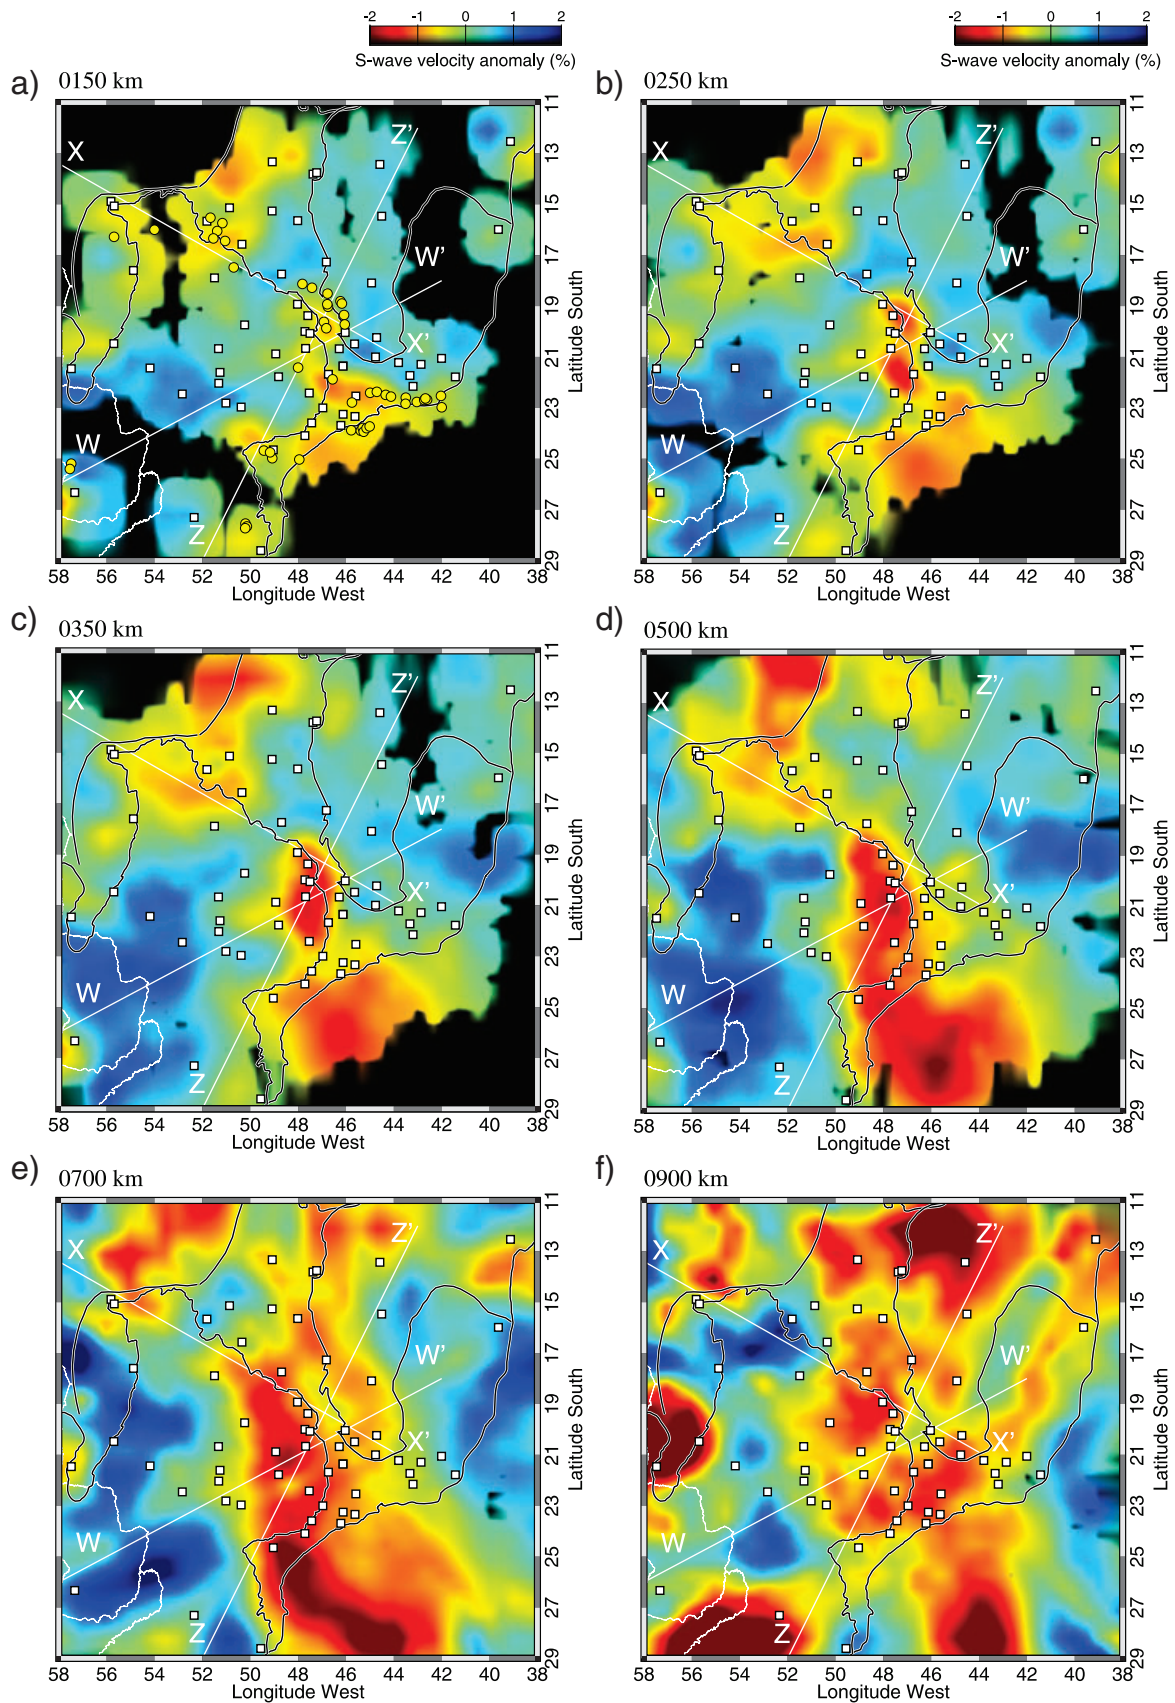 -2 -1 0 1 2
S-wave velocity anomaly (%)
-2 -1 0 1 2
S-wave velocity anomaly (%)
a) 0150 km
X
Z'
W'
X'
W
Z
11
13
15
17
19
21
23
25
27
29
Latitude South
58 56 54 52 50 48 46 44 42 40 38
Longitude West
b) 0250 km
X
Z'
W'
X'
W
Z
11
13
15
17
19
21
23
25
27
29
Latitude South
58 56 54 52 50 48 46 44 42 40 38
Longitude West
c) 0350 km
X
Z'
W'
X'
W
Z
11
13
15
17
19
21
23
25
27
29
Latitude South
58 56 54 52 50 48 46 44 42 40 38
Longitude West
d) 0500 km
X
Z'
W'
X'
W
Z
11
13
15
17
19
21
23
25
27
29
Latitude South
58 56 54 52 50 48 46 44 42 40 38
Longitude West
e) 0700 km
X
Z'
W'
X'
W
Z
11
13
15
17
19
21
23
25
27
29
Latitude South
58 56 54 52 50 48 46 44 42 40 38
Longitude West
f) 0900 km
X
Z'
W'
X'
W
Z
11
13
15
17
19
21
23
25
27
29
Latitude South
58 56 54 52 50 48 46 44 42 40 38
Longitude West